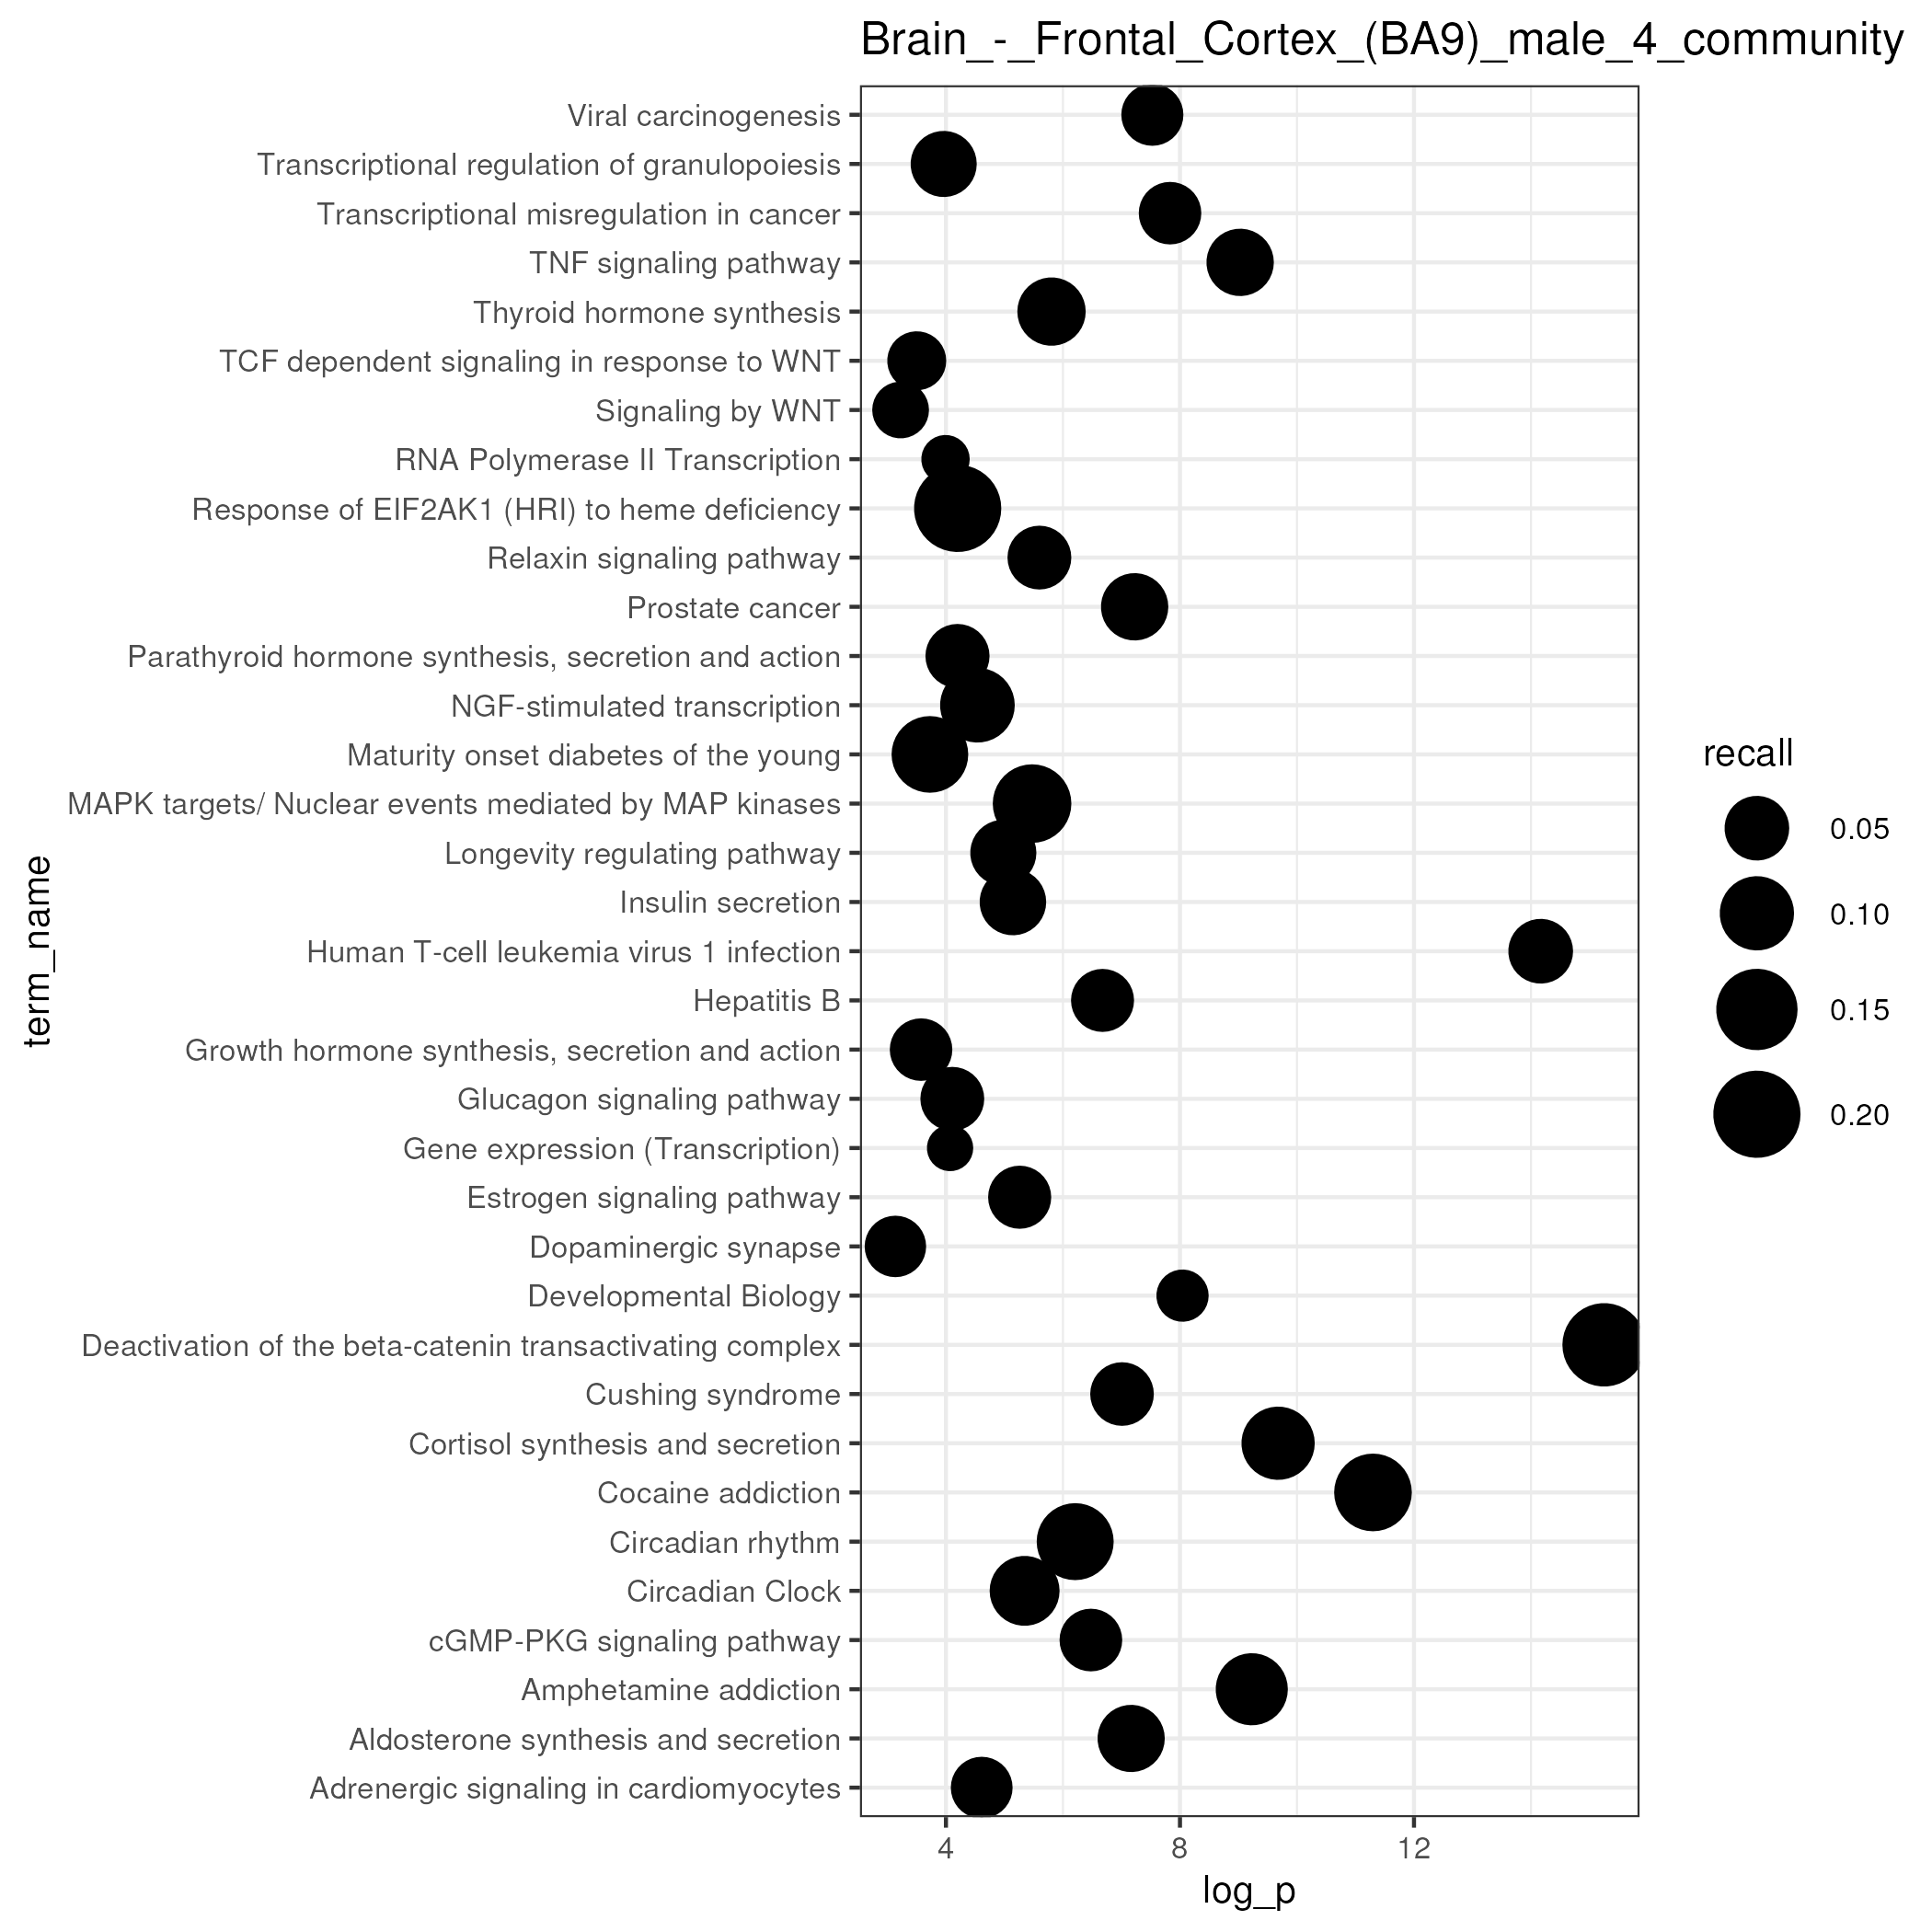 Brain_-_Frontal_Cortex_(BA9)_male_4_community
Viral carcinogenesis
Transcriptional regulation of granulopoiesis
Transcriptional misregulation in cancer
TNF signaling pathway
Thyroid hormone synthesis
TCF dependent signaling in response to WNT
Signaling by WNT
RNA Polymerase II Transcription
Response of EIF2AK1 (HRI) to heme deficiency
Relaxin signaling pathway
Prostate cancer
Parathyroid hormone synthesis, secretion and action
NGF-stimulated transcription
Maturity onset diabetes of the young
MAPK targets/ Nuclear events mediated by MAP kinases
Longevity regulating pathway
Insulin secretion
Human T-cell leukemia virus 1 infection
Hepatitis B
Growth hormone synthesis, secretion and action
Glucagon signaling pathway
Gene expression (Transcription)
Estrogen signaling pathway
Dopaminergic synapse
Developmental Biology
Deactivation of the beta-catenin transactivating complex
Cushing syndrome
Cortisol synthesis and secretion
Cocaine addiction
Circadian rhythm
Circadian Clock
cGMP-PKG signaling pathway
Amphetamine addiction
Aldosterone synthesis and secretion
Adrenergic signaling in cardiomyocytes
term_name
4 8 12
log_p
recall
0.05
0.10
0.15
0.20